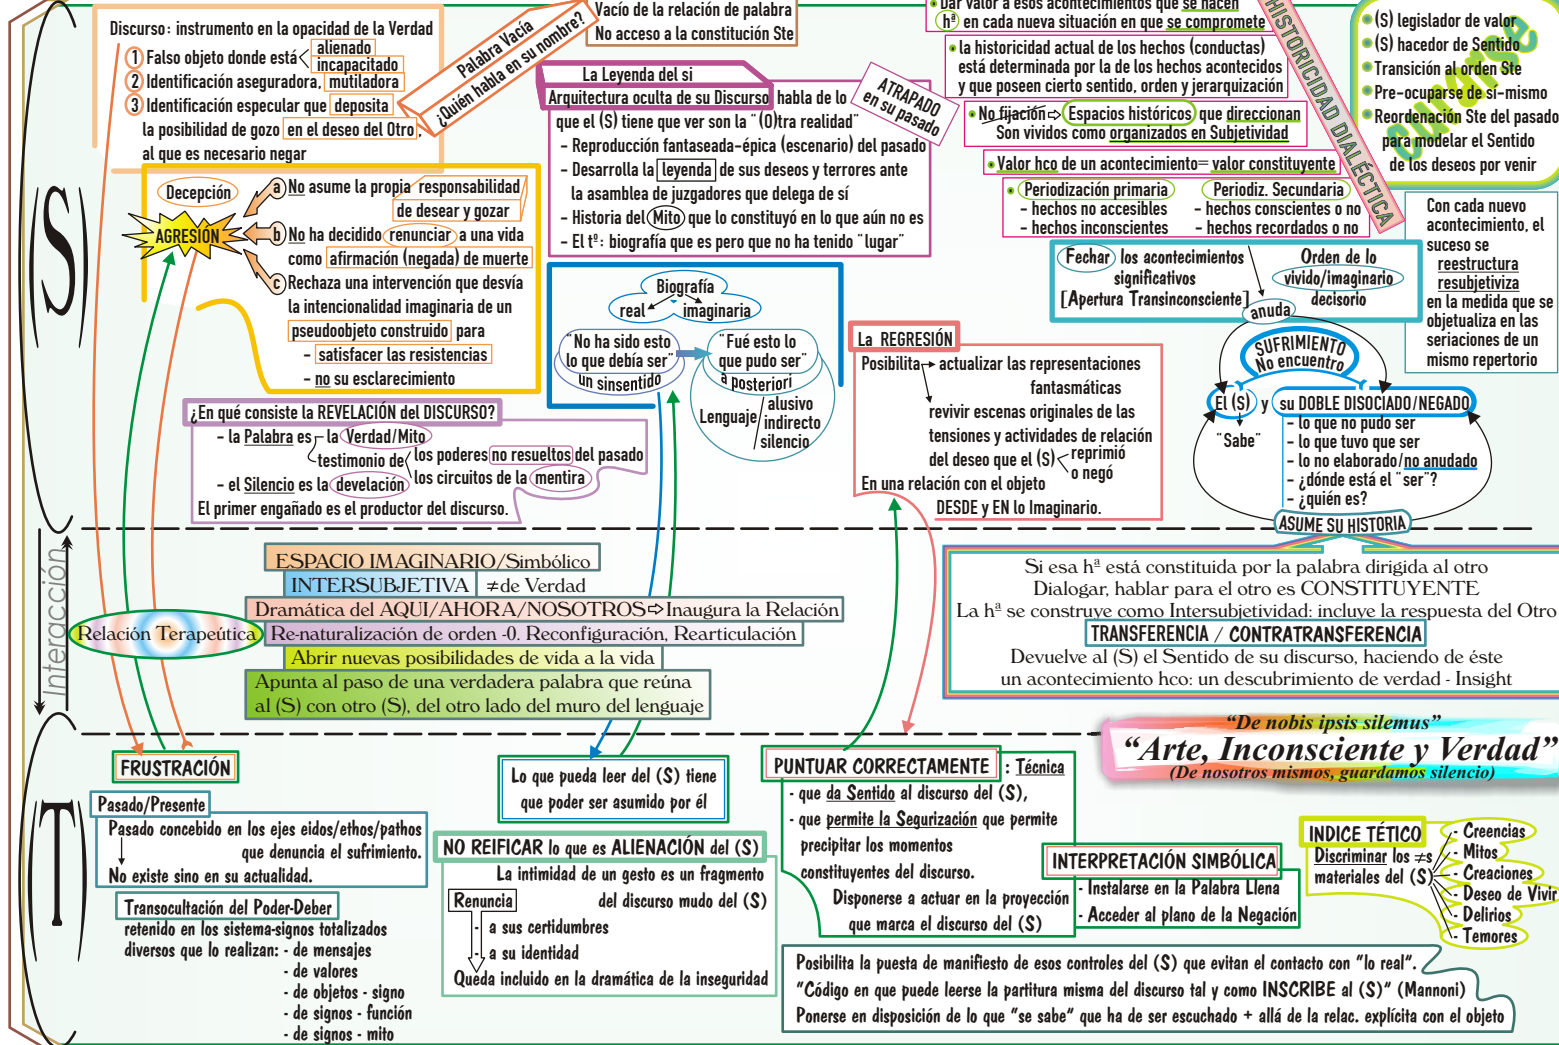 Discurso: instrumento en la opacidad de la Verdad
1 Falso objeto donde está < alienado
incapacitado
2 Identificación aseguradora, mutiladora
3 Identificación especular que deposita
la posibilidad de gozo en el deseo del Otro,
al que es necesario negar
Palabra Vacía
¿Quién habla en su nombre?
Vacío de la relación de palabra
No acceso a la constitución Ste
Decepción
AGRESIÓN
a No asume la propia responsabilidad
de desear y gozar
b No ha decidido renunciar a una vida
como afirmación (negada) de muerte
c Rechaza una intervención que desvía
la intencionalidad imaginaria de un
pseudoobjeto construido para
- satisfacer las resistencias
- no su esclarecimiento
(S)
La Leyenda del si
Arquitectura oculta de su Discurso habla de lo
que el (S) tiene que ver son la "(O)tra realidad"
- Reproducción fantaseada-épica (escenario) del pasado
- Desarrolla la leyenda de sus deseos y terrores ante
la asamblea de juzgadores que delega de sí
- Historia del Mito que lo constituyó en lo que aún no es
- El tº: biografía que es pero que no ha tenido "lugar"
ATRAPADO
en su pasado
• Dar valor a esos acontecimientos que se hacen
hª en cada nueva situación en que se compromete
• la historicidad actual de los hechos (conductas)
está determinada por la de los hechos acontecidos
y que poseen cierto sentido, orden y jerarquización
• No fijación ⇨ Espacios históricos que direccionan
Son vividos como organizados en Subjetividad
• Valor hco de un acontecimiento= valor constituyente
• Periodización primaria
- hechos no accesibles
- hechos inconscientes
Periodiz. Secundaria
- hechos conscientes o no
- hechos recordados o no
HISTORICIDAD DIALÉCTICA
curarse
• (S) legislador de valor
• (S) hacedor de Sentido
• Transición al orden Ste
• Pre-ocuparse de sí-mismo
• Reordenación Ste del pasado
para modelar el Sentido
de los deseos por venir
Con cada nuevo
acontecimiento, el
suceso se
reestructura
resubjetiviza
en la medida que se
objetualiza en las
seriaciones de un
mismo repertorio
Fechar los acontecimientos
significativos
[Apertura Transinconsciente]
Orden de lo
vivido/imaginario
decisorio
anuda
SUFRIMIENTO
No encuentro
El (S) y su DOBLE DISOCIADO/NEGADO
"Sabe"
- lo que no pudo ser
- lo que tuvo que ser
- lo no elaborado/no anudado
- ¿dónde está el "ser"?
- ¿quién es?
ASUME SU HISTORIA
Biografía
real imaginaria
"No ha sido esto
lo que debía ser"
un sinsentido
"Fué esto lo
que pudo ser"
à posteriori
Lenguaje alusivo
indirecto
silencio
La REGRESIÓN
Posibilita actualizar las representaciones
fantasmáticas
revivir escenas originales de las
tensiones y actividades de relación
del deseo que el (S) < reprimió
o negó
En una relación con el objeto
DESDE y EN lo Imaginario.
¿En qué consiste la REVELACIÓN del DISCURSO?
- la Palabra es la Verdad/Mito
testimonio de los poderes no resueltos del pasado
los circuitos de la mentira
- el Silencio es la develación
El primer engañado es el productor del discurso.
Interacción
Relación Terapeútica
ESPACIO IMAGINARIO/Simbólico
INTERSUBJETIVA ≠de Verdad
Dramática del AQUI/AHORA/NOSOTROS⇨Inaugura la Relación
Re-naturalización de orden -0. Reconfiguración, Rearticulación
Abrir nuevas posibilidades de vida a la vida
Apunta al paso de una verdadera palabra que reúna
al (S) con otro (S), del otro lado del muro del lenguaje
Si esa hª está constituida por la palabra dirigida al otro
Dialogar, hablar para el otro es CONSTITUYENTE
La hª se construye como Intersubjetividad: incluye la respuesta del Otro
TRANSFERENCIA / CONTRATRANSFERENCIA
Devuelve al (S) el Sentido de su discurso, haciendo de éste
un acontecimiento hco: un descubrimiento de verdad - Insight
"De nobis ipsis silemus"
"Arte, Inconsciente y Verdad"
(De nosotros mismos, guardamos silencio)
(T)
FRUSTRACIÓN
Pasado/Presente
Pasado concebido en los ejes eidos/ethos/pathos
que denuncia el sufrimiento.
No existe sino en su actualidad.
Transocultación del Poder-Deber
retenido en los sistema-signos totalizados
diversos que lo realizan: - de mensajes
- de valores
- de objetos - signo
- de signos - función
- de signos - mito
Lo que pueda leer del (S) tiene
que poder ser asumido por él
NO REIFICAR lo que es ALIENACIÓN del (S)
La intimidad de un gesto es un fragmento
del discurso mudo del (S)
Renuncia
- a sus certidumbres
- a su identidad
Queda incluido en la dramática de la inseguridad
PUNTUAR CORRECTAMENTE : Técnica
- que da Sentido al discurso del (S),
- que permite la Segurización que permite
precipitar los momentos
constituyentes del discurso.
Disponerse a actuar en la proyección
que marca el discurso del (S)
INTERPRETACIÓN SIMBÓLICA
- Instalarse en la Palabra Llena
- Acceder al plano de la Negación
INDICE TÉTICO
Discriminar los ≠s
materiales del (S)
- Creencias
- Mitos
- Creaciones
- Deseo de Vivir
- Delirios
- Temores
Posibilita la puesta de manifiesto de esos controles del (S) que evitan el contacto con "lo real".
"Código en que puede leerse la partitura misma del discurso tal y como INSCRIBE al (S)" (Mannoni)
Ponerse en disposición de lo que "se sabe" que ha de ser escuchado + allá de la relac. explícita con el objeto